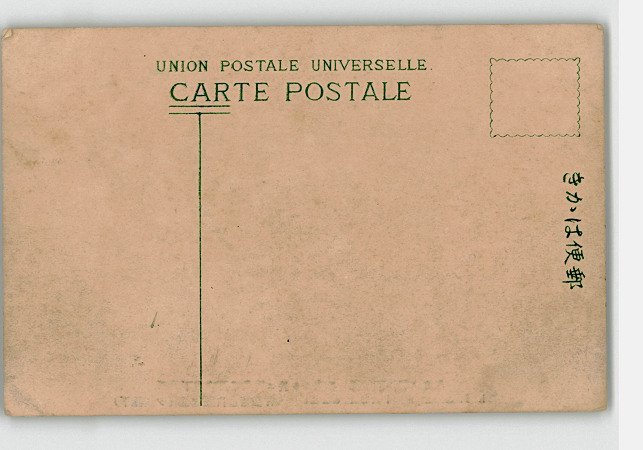 UNION POSTALE UNIVERSELLE.
CARTE POSTALE
郵便はかき